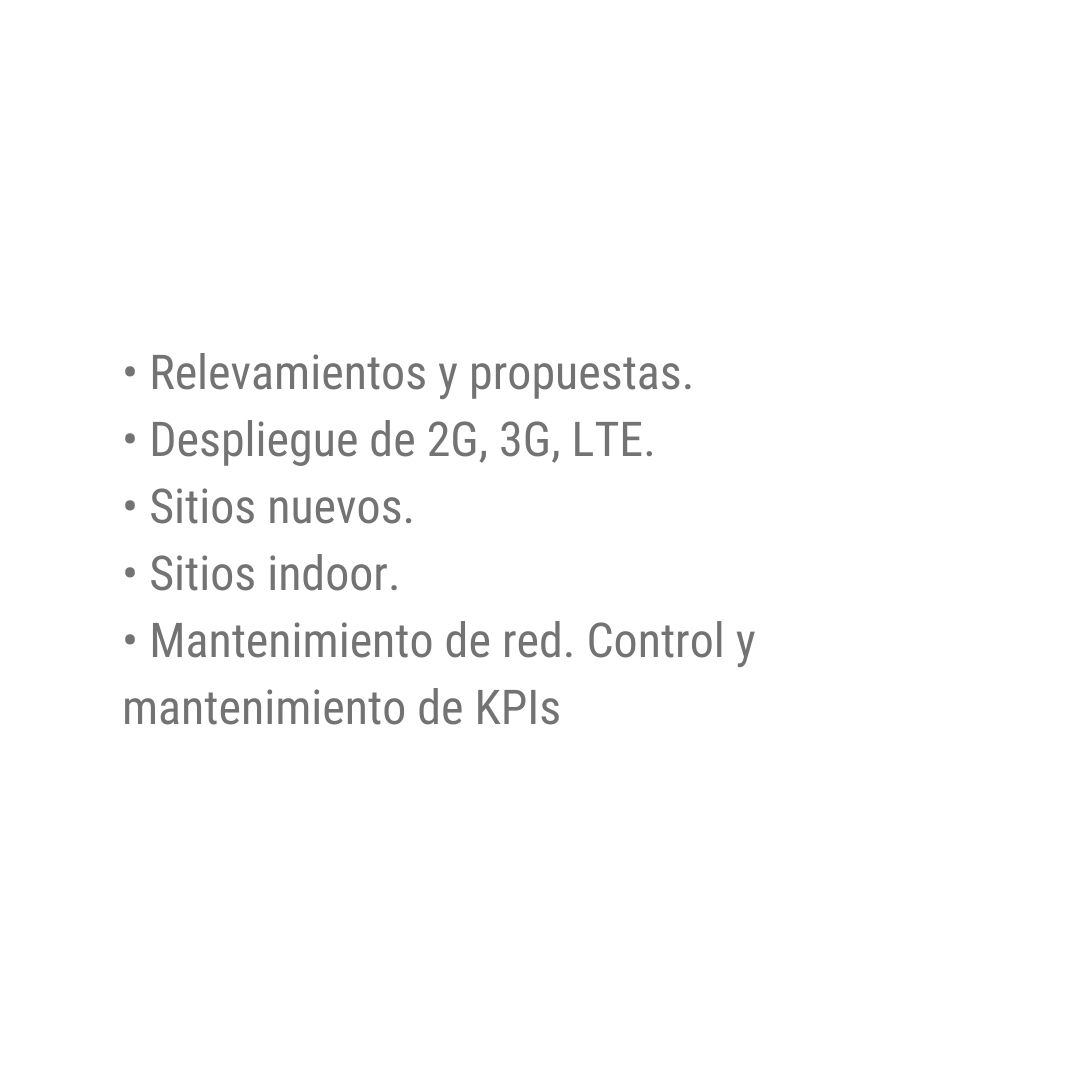 • Relevamientos y propuestas.
• Despliegue de 2G, 3G, LTE.
• Sitios nuevos.
• Sitios indoor.
• Mantenimiento de red. Control y
mantenimiento de KPIs